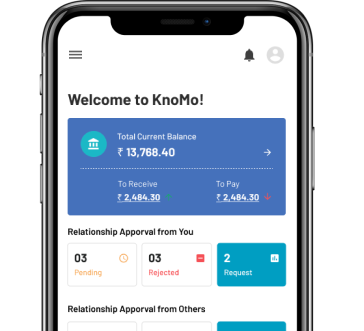 Welcome to KnoMo!
Total Current Balance
₹ 13,768.40
To Receive To Pay
₹ 2,484.30 ₹ 2,484.30
Relationship Apporval from You
03 03 2
Pending Rejected Request
Relationship Apporval from Others